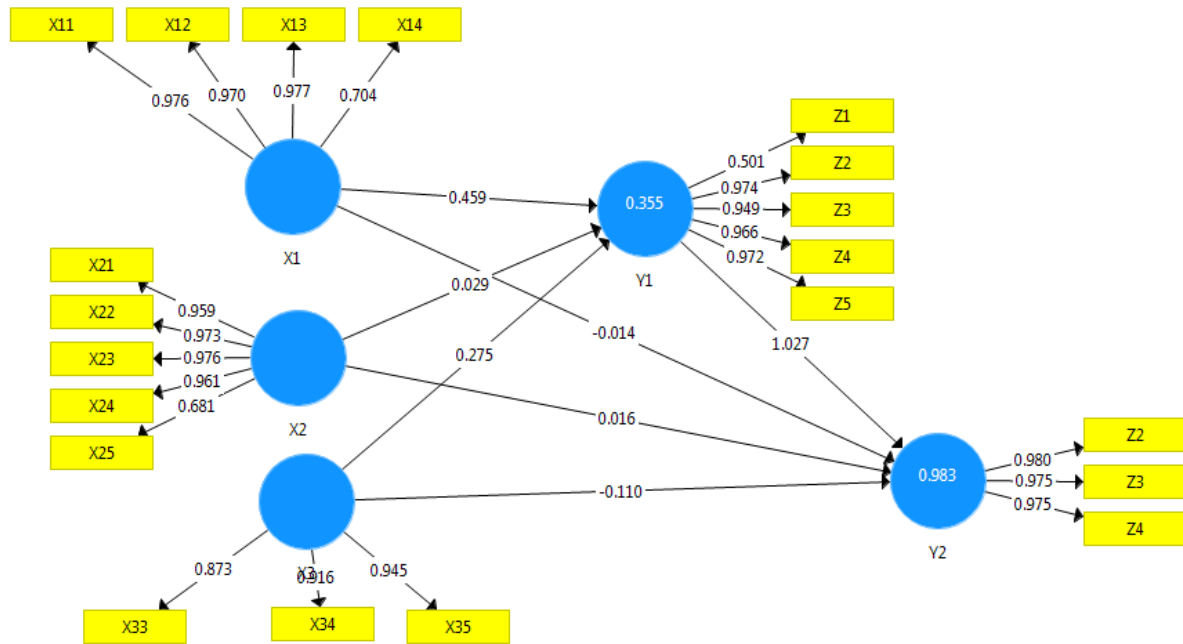 X11 X12 X13 X14
0.976 0.970 0.977 0.704
X1
0.459
0.355
Y1
Z1
Z2
Z3
Z4
Z5
0.501
0.974
0.949
0.966
0.972
X21
X22
X23
X24
X25
0.959
0.973
0.976
0.961
0.681
X2
0.029
-0.014
0.275
1.027
0.016
-0.110
0.983
Y2
Z2
Z3
Z4
0.980
0.975
0.975
X3
0.873 0.916 0.945
X33 X34 X35